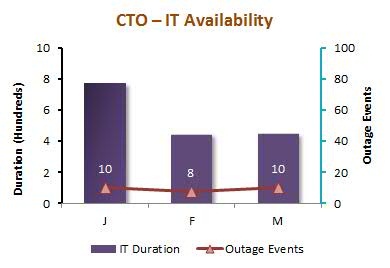 CTO – IT Availability
10 100
8 80
6 60
4 40
2 20
0 0
Duration (Hundreds)
Outage Events
10 8 10
J F M
IT Duration Outage Events